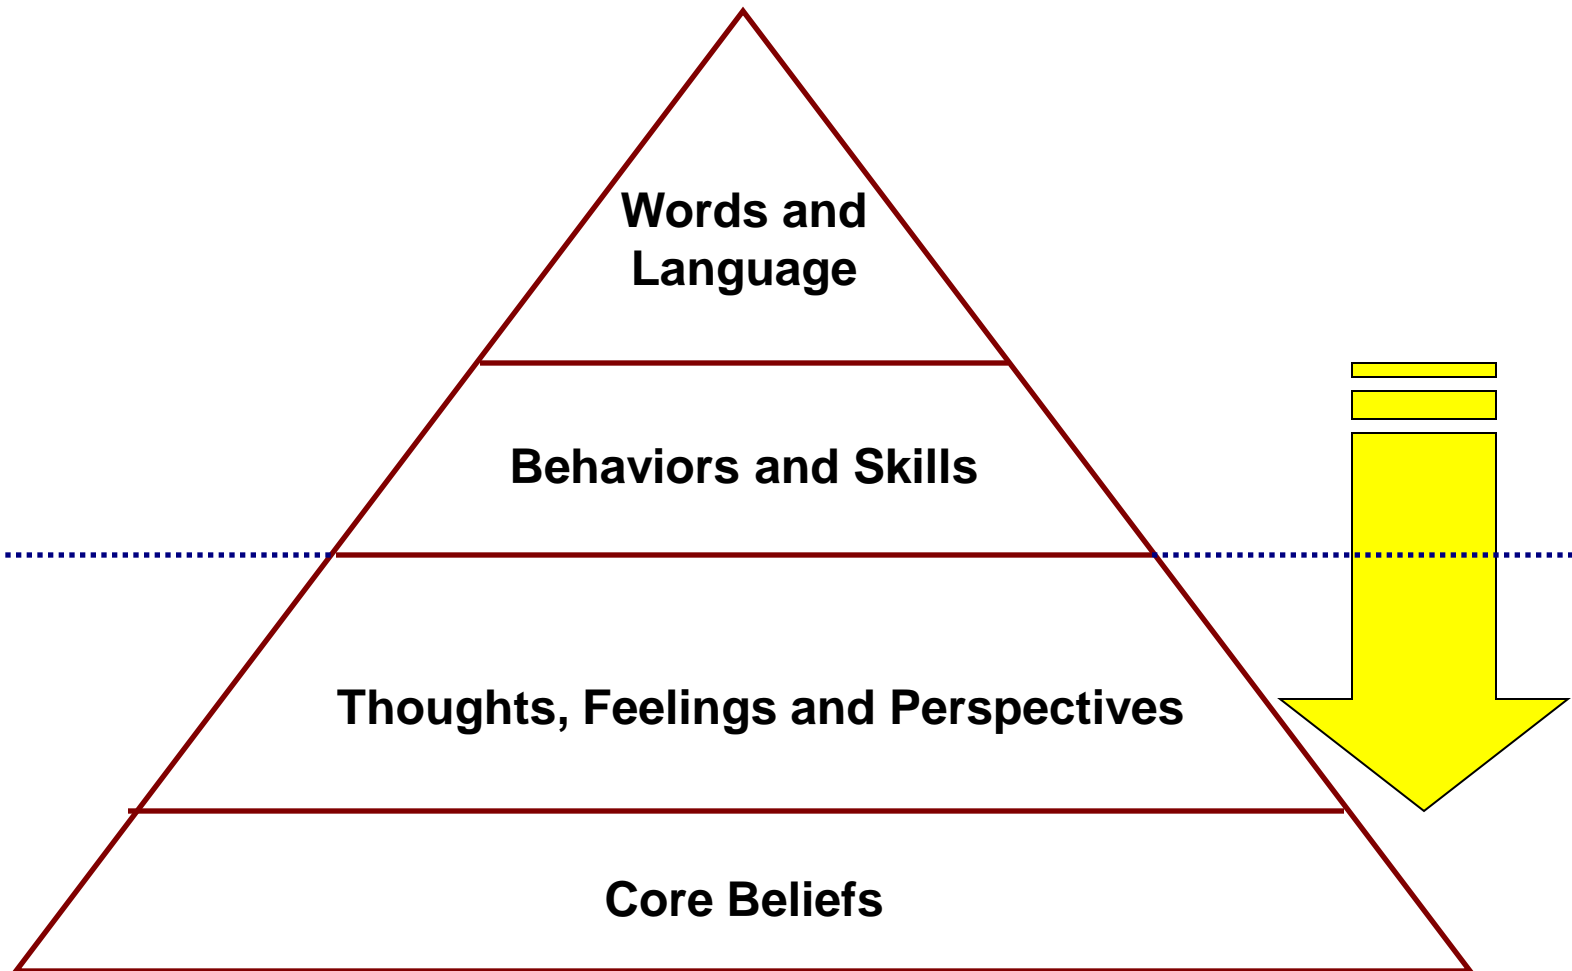 Words and
Language
Behaviors and Skills
Thoughts, Feelings and Perspectives
Core Beliefs